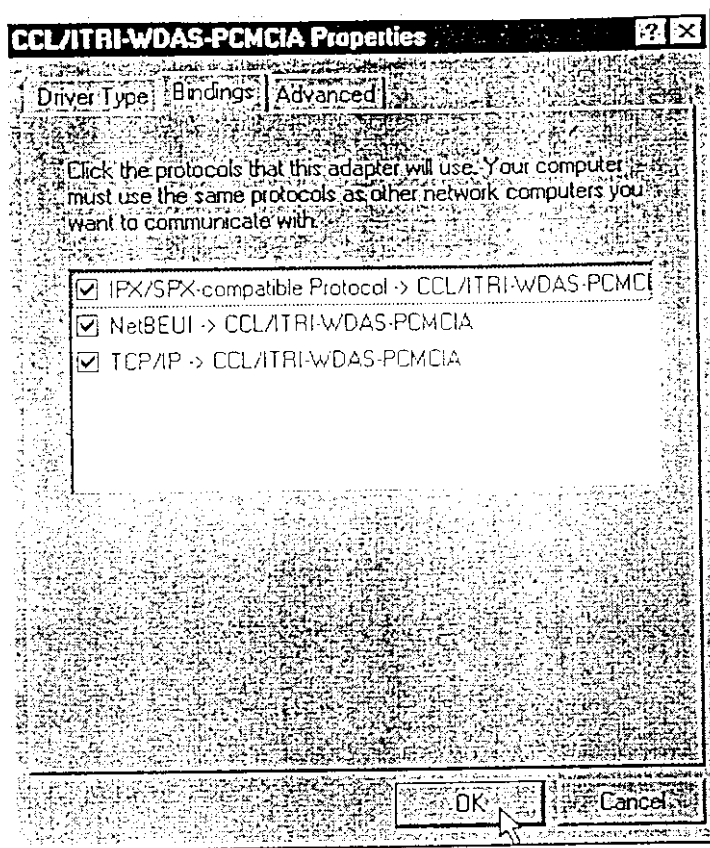 CCL/ITRI-WDAS-PCMCIA Properties
Driver Type Bindings Advanced
Click the protocols that this adapter will use. Your computer
must use the same protocols as other network computers you
want to communicate with.
IPX/SPX-compatible Protocol -> CCL/ITRI-WDAS-PCMCI
NetBEUI -> CCL/ITRI-WDAS-PCMCIA
TCP/IP -> CCL/ITRI-WDAS-PCMCIA
OK Cancel